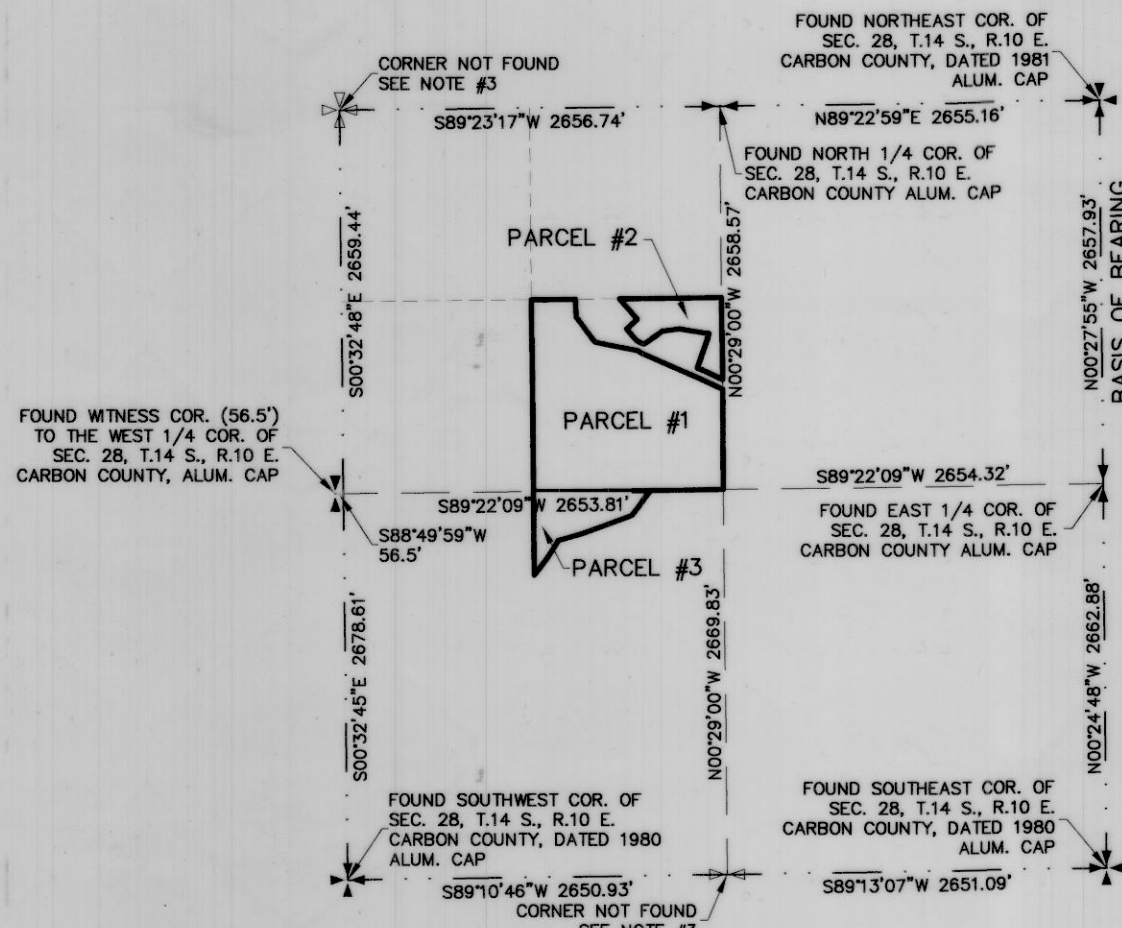 FOUND NORTHEAST COR. OF
SEC. 28, T.14 S., R.10 E.
CARBON COUNTY, DATED 1981
ALUM. CAP
CORNER NOT FOUND
SEE NOTE #3
S89°23'17"W 2656.74'
N89°22'59"E 2655.16'
FOUND NORTH 1/4 COR. OF
SEC. 28, T.14 S., R.10 E.
CARBON COUNTY ALUM. CAP
S00°32'48"E 2659.44'
PARCEL #2
N00°29'00"W 2658.57'
N00°27'55"W 2657.93'
BASIS OF BEARING
PARCEL #1
FOUND WITNESS COR. (56.5')
TO THE WEST 1/4 COR. OF
SEC. 28, T.14 S., R.10 E.
CARBON COUNTY, ALUM. CAP
S89°22'09"W 2653.81'
S89°22'09"W 2654.32'
S88°49'59"W
56.5'
FOUND EAST 1/4 COR. OF
SEC. 28, T.14 S., R.10 E.
CARBON COUNTY ALUM. CAP
PARCEL #3
S00°32'45"E 2678.61'
N00°29'00"W 2669.83'
N00°24'48"W 2662.88'
FOUND SOUTHWEST COR. OF
SEC. 28, T.14 S., R.10 E.
CARBON COUNTY, DATED 1980
ALUM. CAP
FOUND SOUTHEAST COR. OF
SEC. 28, T.14 S., R.10 E.
CARBON COUNTY, DATED 1980
ALUM. CAP
S89°10'46"W 2650.93'
S89°13'07"W 2651.09'
CORNER NOT FOUND
SEE NOTE #3